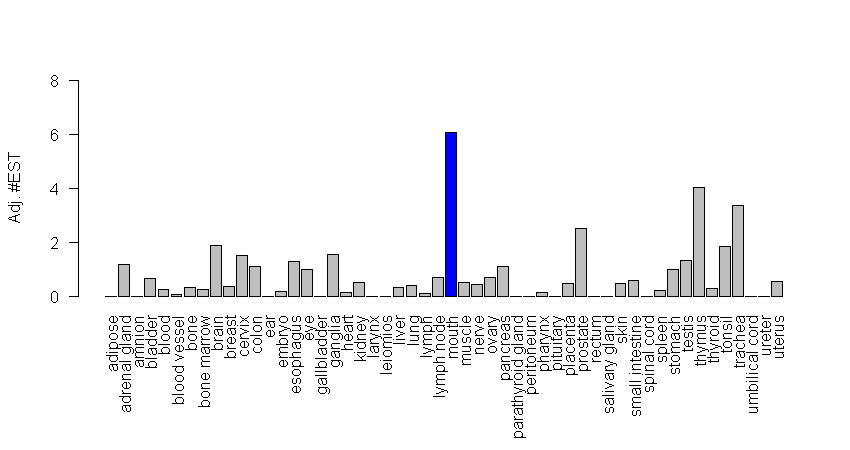 8
6
4
2
0
Adj. #EST
adipose
adrenal gland
amnion
bladder
blood
blood vessel
bone
bone marrow
brain
breast
cervix
colon
ear
embryo
esophagus
eye
gallbladder
ganglia
heart
kidney
larynx
leiomios
liver
lung
lymph
lymph node
mouth
muscle
nerve
ovary
pancreas
parathyroid gland
peritoneum
pharynx
pituitary
placenta
prostate
rectum
salivary gland
skin
small intestine
spinal cord
spleen
stomach
testis
thymus
thyroid
tonsil
trachea
umbilical cord
ureter
uterus